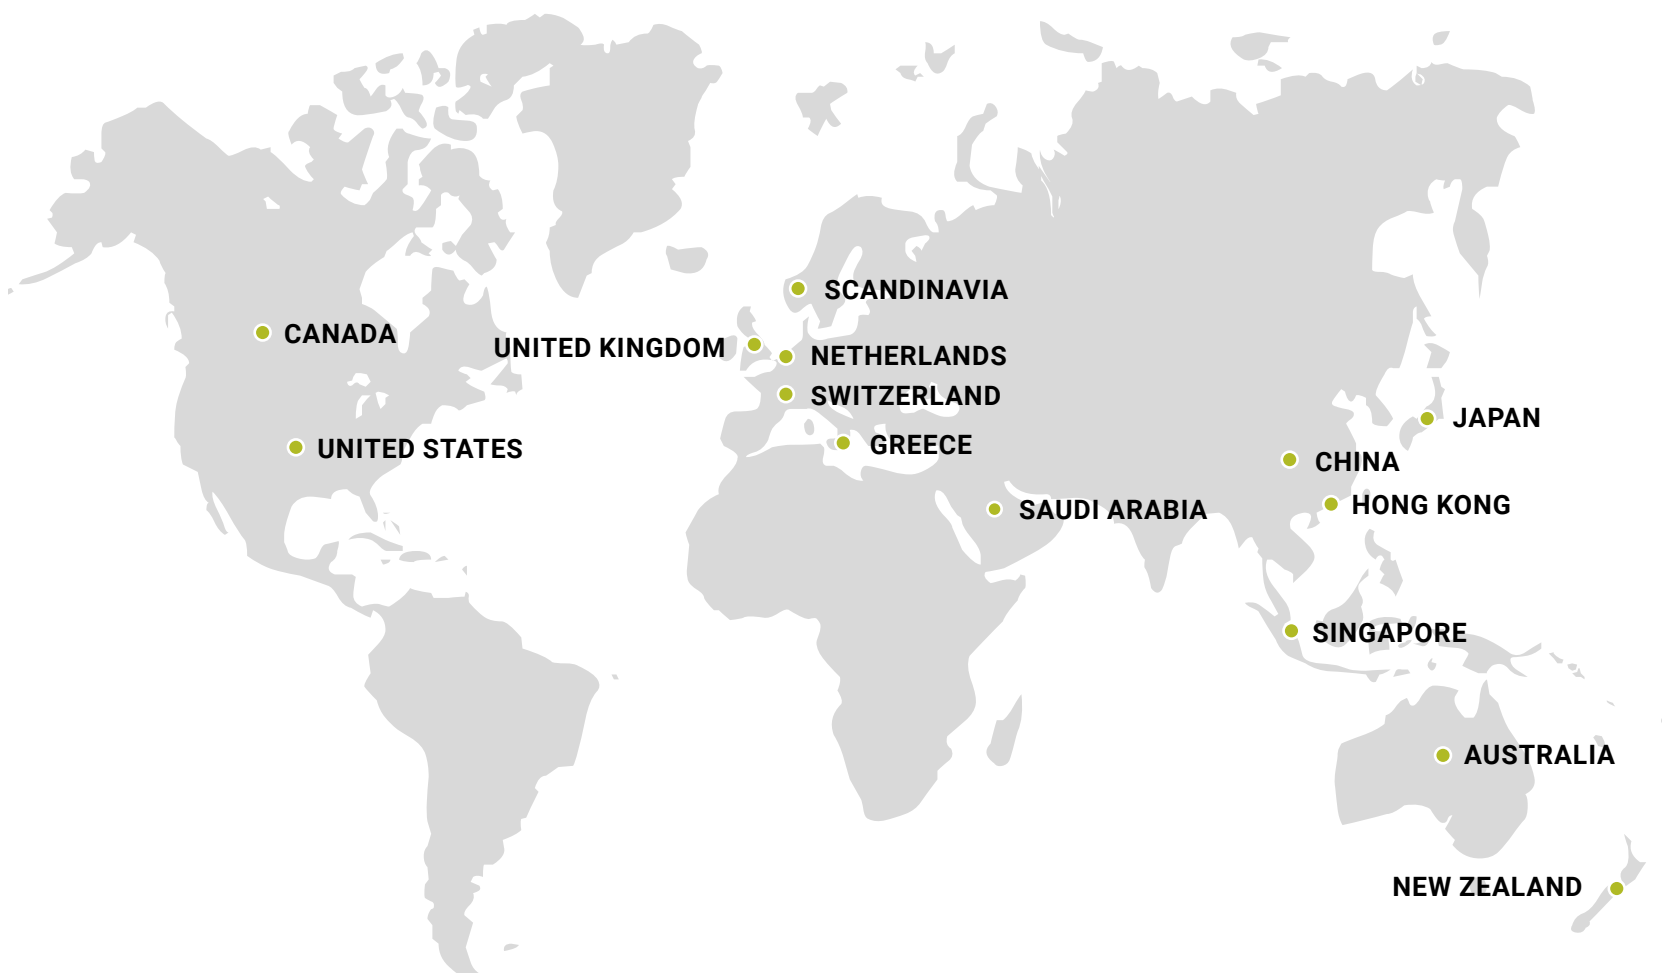 SCANDINAVIA
CANADA
UNITED KINGDOM
NETHERLANDS
SWITZERLAND
JAPAN
GREECE
UNITED STATES
CHINA
HONG KONG
SAUDI ARABIA
SINGAPORE
AUSTRALIA
NEW ZEALAND